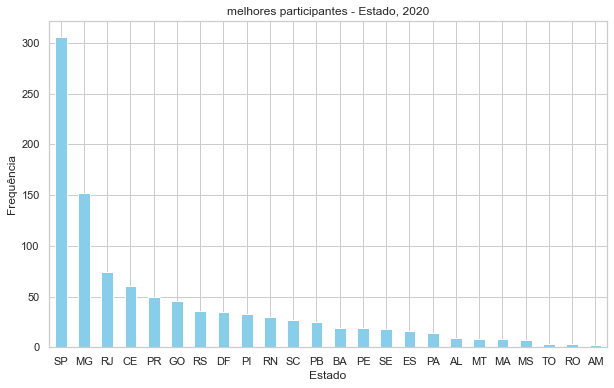 melhores participantes - Estado, 2020
300
250
200
150
100
50
0
Frequência
SP MG RJ CE PR GO RS DF PI RN SC PB BA PE SE ES PA AL MT MA MS TO RO AM
Estado